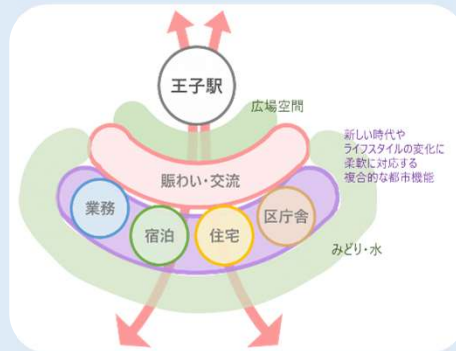 王子駅
広場空間
新しい時代や
ライフスタイルの変化に
柔軟に対応する
複合的な都市機能
賑わい・交流
業務
宿泊
住宅
区庁舎
みどり・水